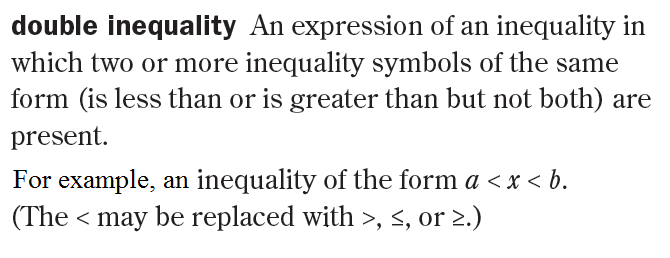 double inequality An expression of an inequality in
which two or more inequality symbols of the same
form (is less than or is greater than but not both) are
present.
For example, an inequality of the form a < x < b.
(The < may be replaced with >, ≤, or ≥.)